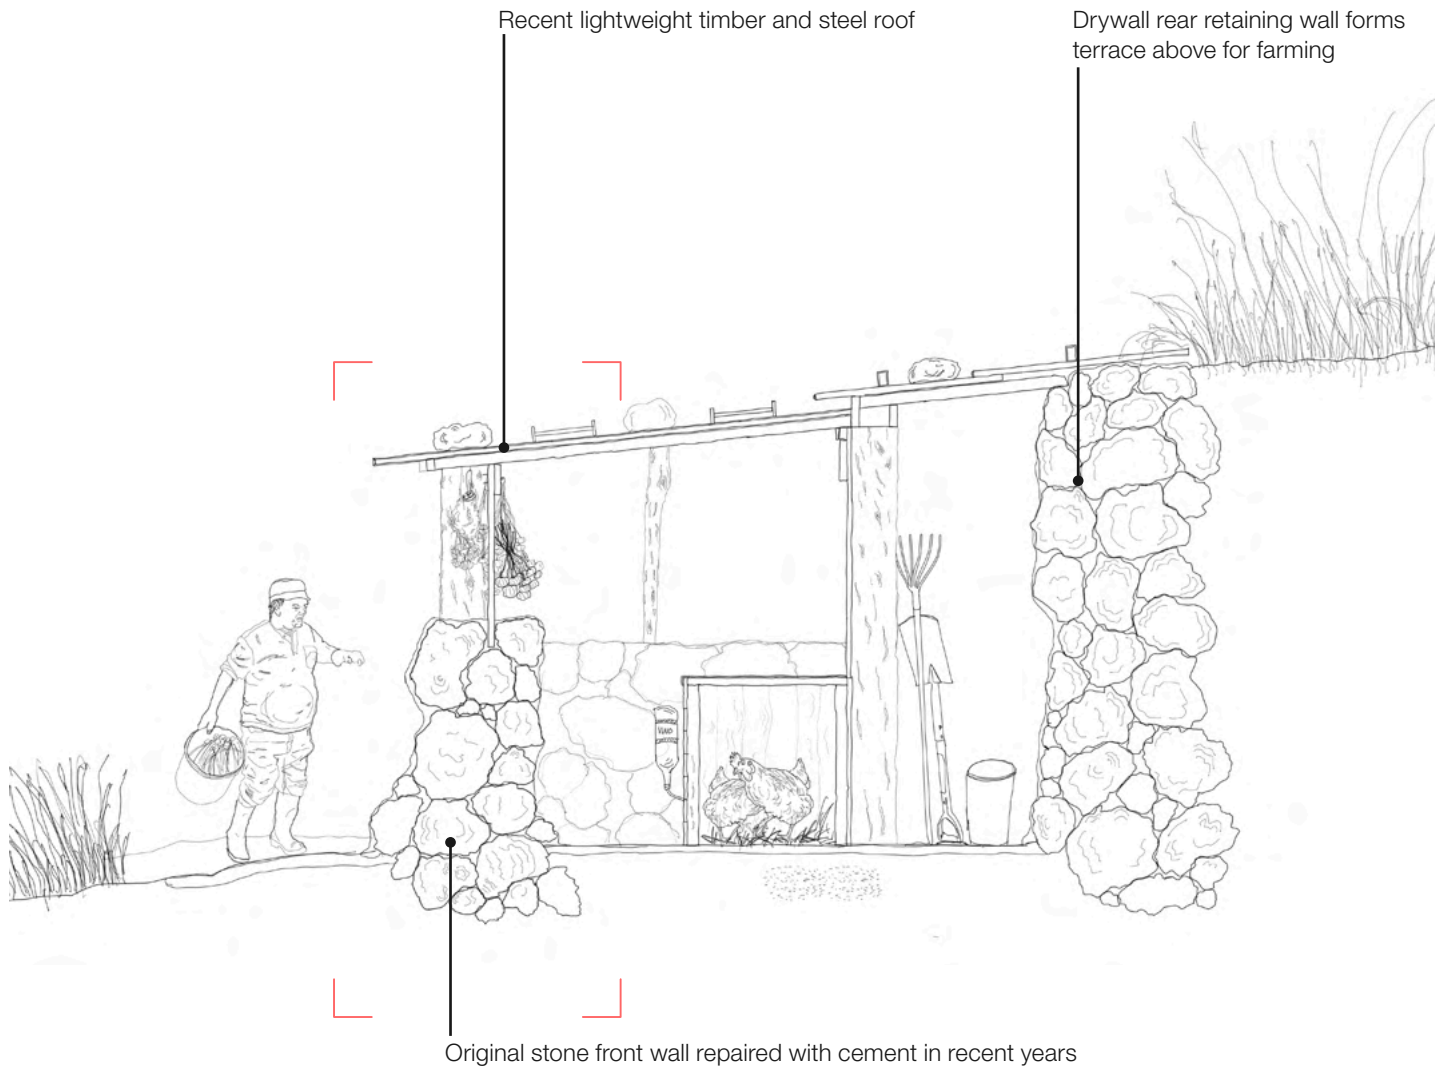 Recent lightweight timber and steel roof
Drywall rear retaining wall forms
terrace above for farming
VINO
Original stone front wall repaired with cement in recent years